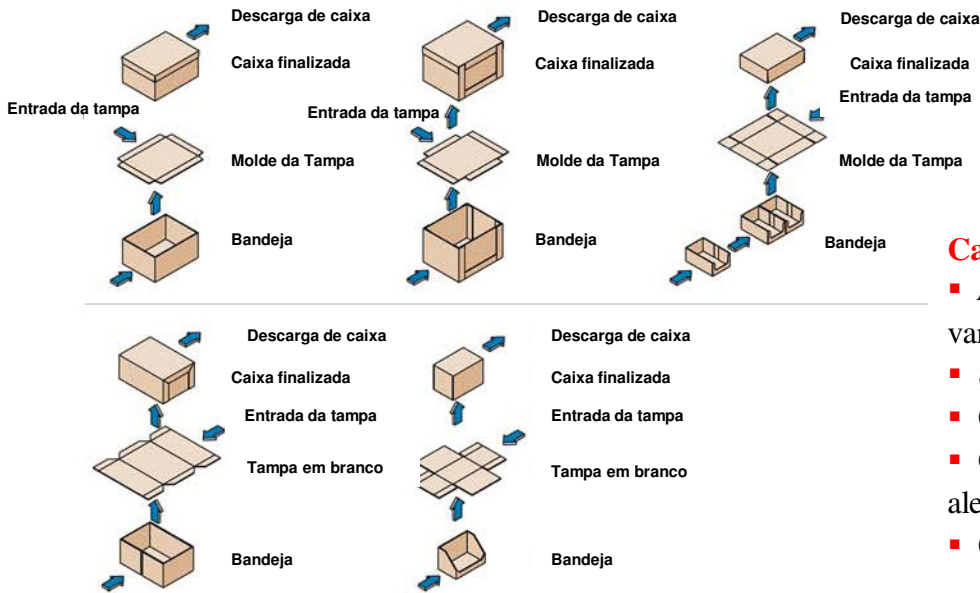 Descarga de caixa
Caixa finalizada
Entrada da tampa
Molde da Tampa
Bandeja
Descarga de caixa
Caixa finalizada
Entrada da tampa
Molde da Tampa
Bandeja
Descarga de caixa
Caixa finalizada
Entrada da tampa
Molde da Tampa
Bandeja
Descarga de caixa
Caixa finalizada
Entrada da tampa
Tampa em branco
Bandeja
Descarga de caixa
Caixa finalizada
Entrada da tampa
Tampa em branco
Bandeja